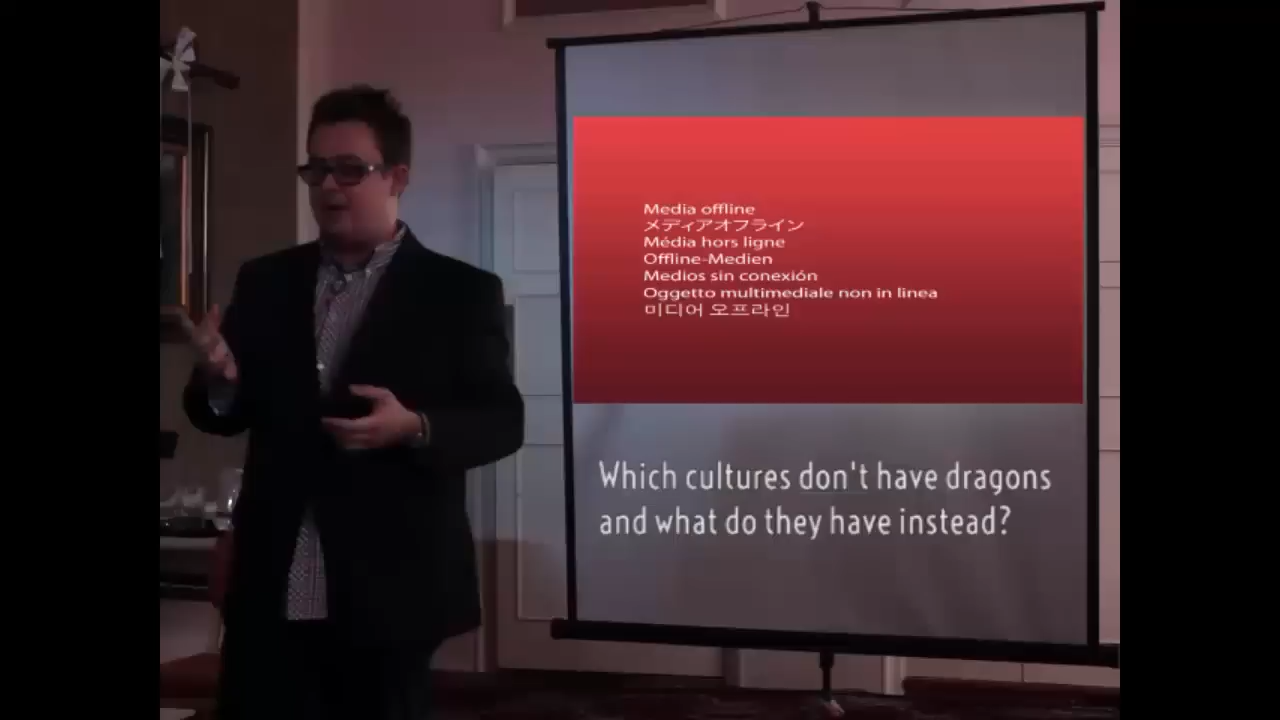 Media offline
メディアオフライン
Média hors ligne
Offline-Medien
Medios sin conexión
Oggetto multimediale non in linea
미디어 오프라인
Which cultures don't have dragons
and what do they have instead?